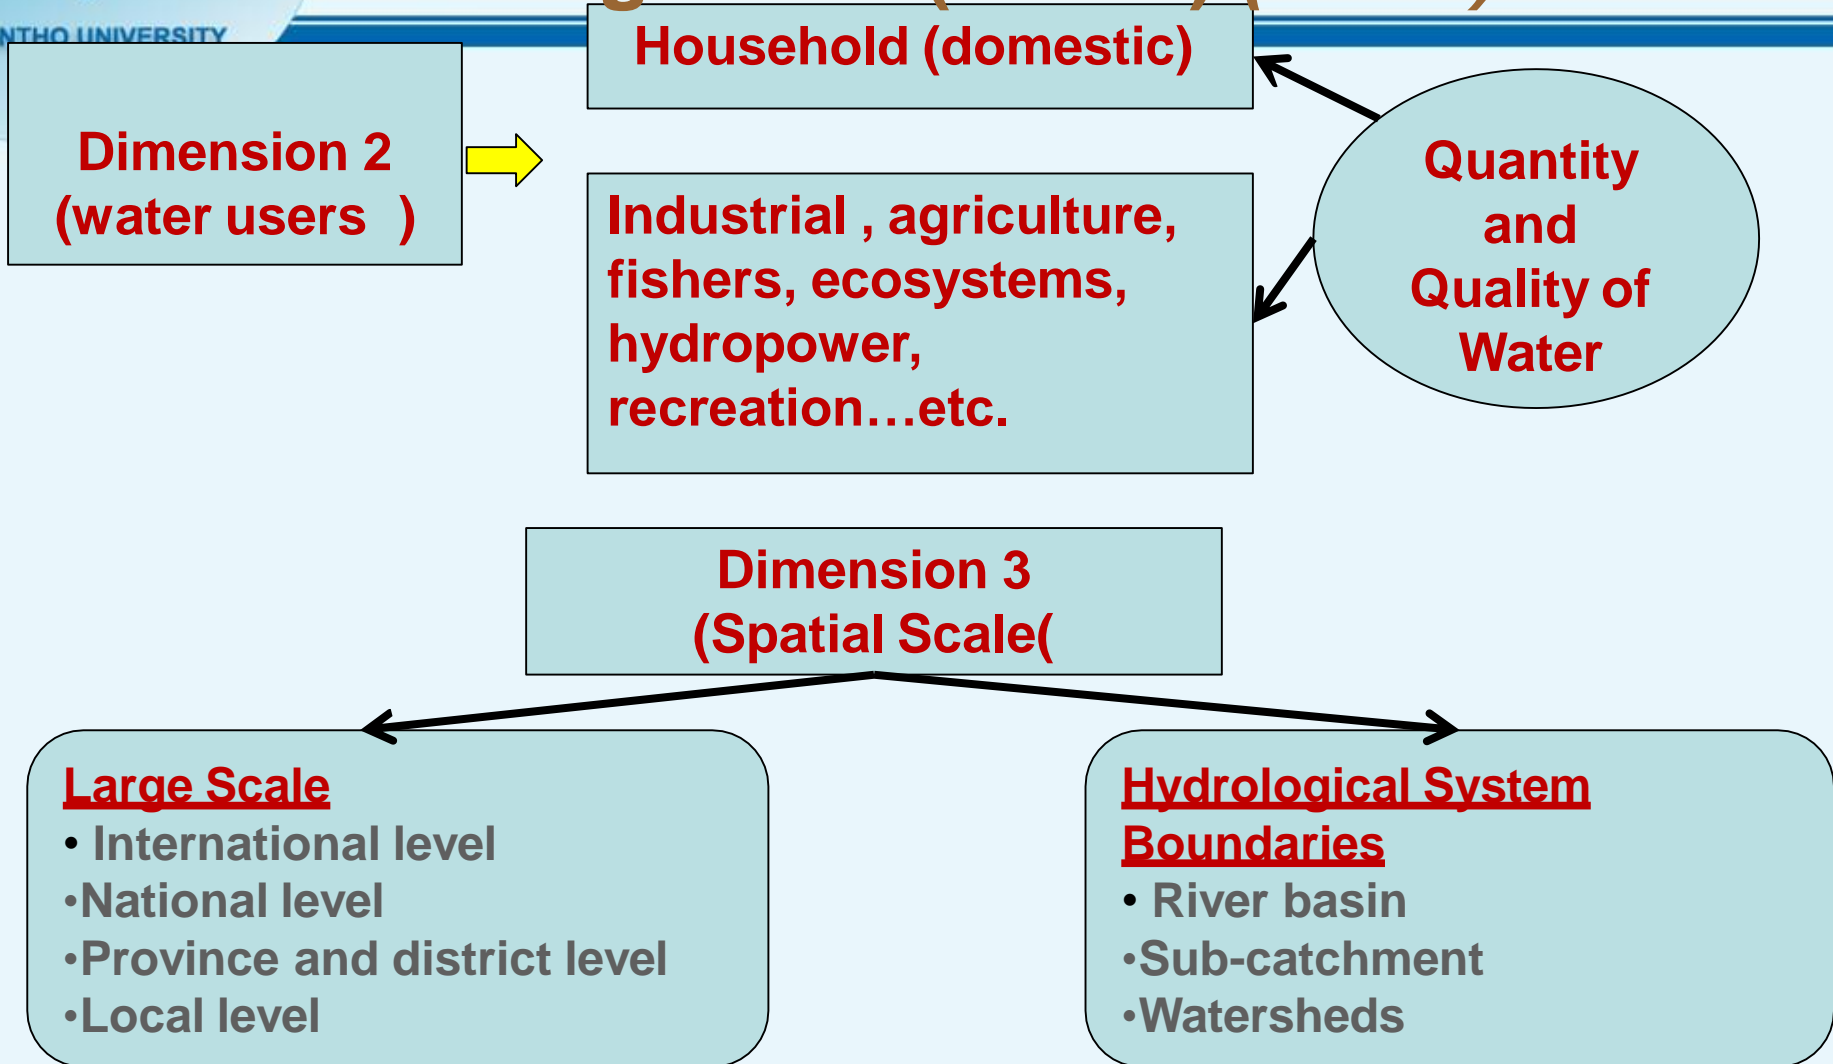 UNIVERSITY
Household (domestic)
Dimension 2
(water users )
Industrial , agriculture,
fishers, ecosystems,
hydropower,
recreation…etc.
Quantity
and
Quality of
Water
Dimension 3
(Spatial Scale(
Large Scale
• International level
•National level
•Province and district level
•Local level
Hydrological System
Boundaries
• River basin
•Sub-catchment
•Watersheds